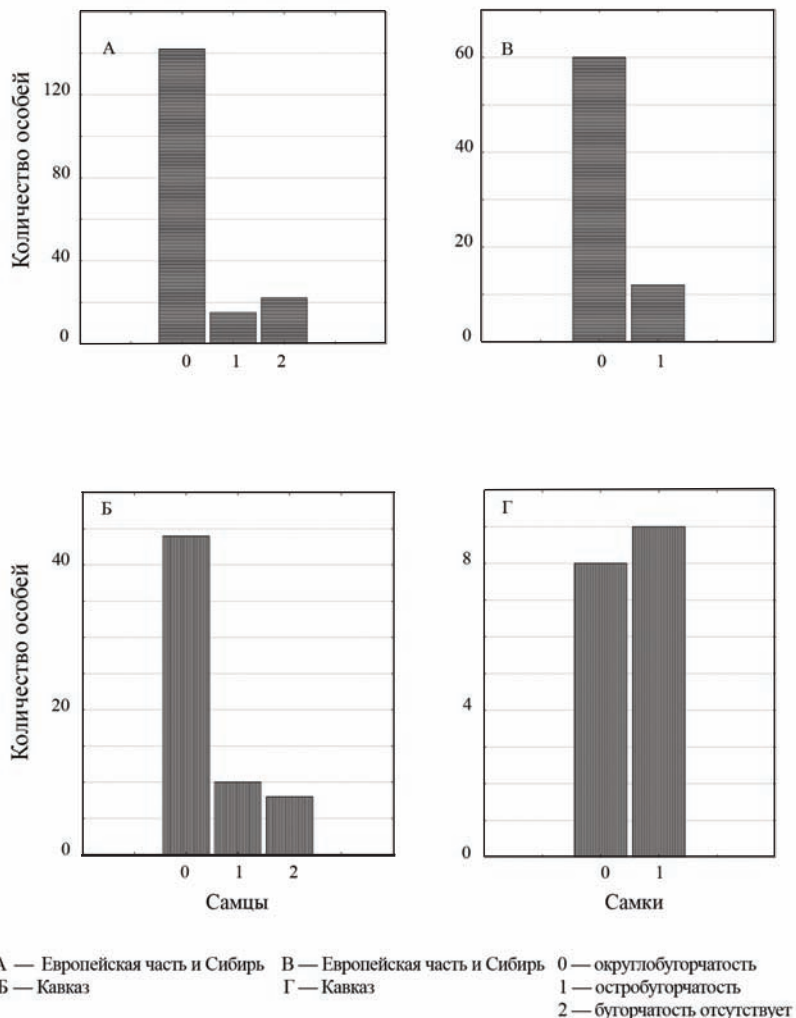 Количество особей
А
120
80
40
0
0 1 2
В
60
40
20
0
0 1
Количество особей
Б
40
20
0
0 1 2
Самцы
Г
8
4
0
0 1
Самки
А — Европейская часть и Сибирь В — Европейская часть и Сибирь 0 — округлобугорчатость
Б — Кавказ Г — Кавказ 1 — остробугорчатость
2 — бугорчатость отсутствует